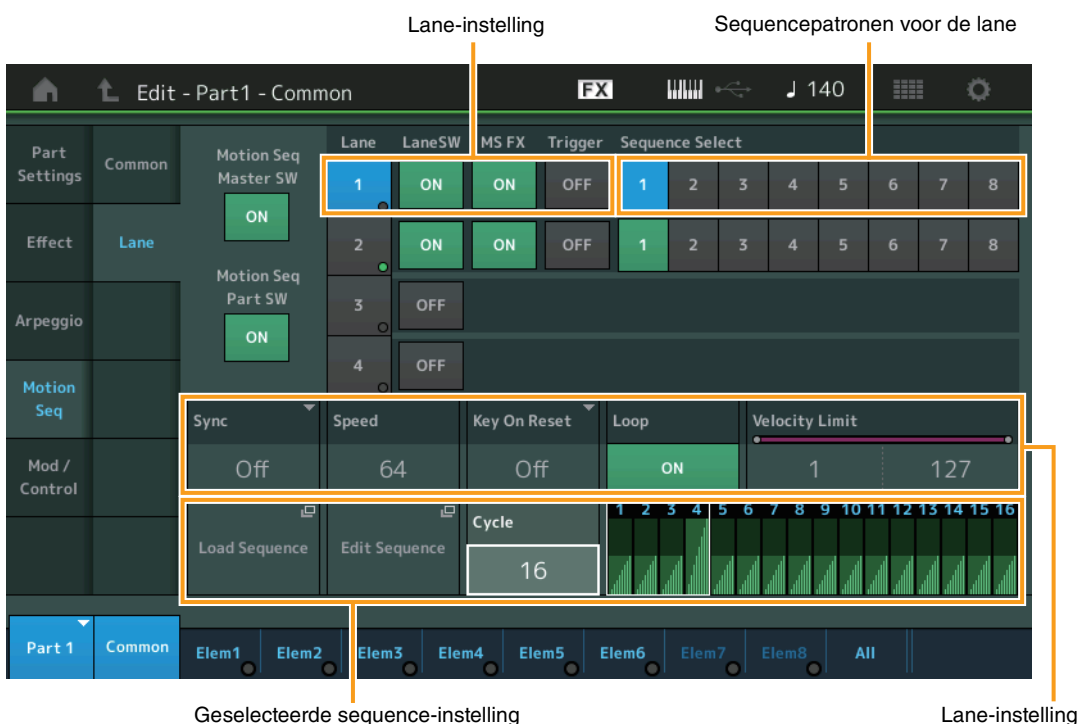 Lane-instelling
Sequencepatronen voor de lane
Edit - Part1 - Common
FX
♩ 140
Part Settings
Common
Motion Seq Master SW
ON
Lane
LaneSW
MS FX
Trigger
Sequence Select
1 ON ON OFF 1 2 3 4 5 6 7 8
Effect
Lane
2 ON ON OFF 1 2 3 4 5 6 7 8
Motion Seq Part SW
ON
Arpeggio
3 OFF
4 OFF
Motion Seq
Sync
Speed
Key On Reset
Loop
Velocity Limit
Off
64
Off
ON
1
127
Mod / Control
Load Sequence
Edit Sequence
Cycle
16
1 2 3 4 5 6 7 8 9 10 11 12 13 14 15 16
Part 1
Common
Elem1
Elem2
Elem3
Elem4
Elem5
Elem6
Elem7
Elem8
All
Geselecteerde sequence-instelling
Lane-instelling